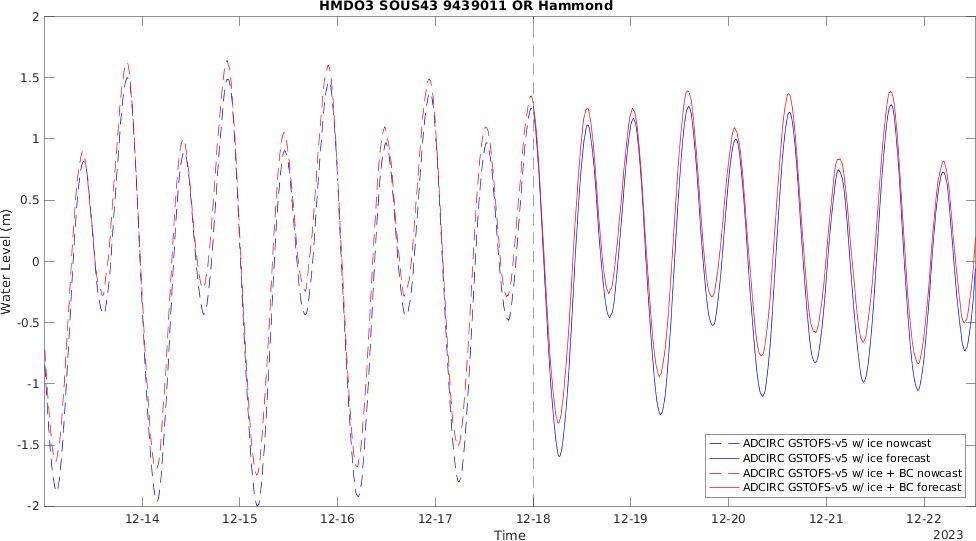 HMDO3 SOUS43 9439011 OR Hammond
2
1.5
1
0.5
0
-0.5
-1
-1.5
-2
Water Level (m)
12-14
12-15
12-16
12-17
12-18
12-19
12-20
12-21
12-22
Time
2023
ADCIRC GSTOFS-v5 w/ ice nowcast
ADCIRC GSTOFS-v5 w/ ice forecast
ADCIRC GSTOFS-v5 w/ ice + BC nowcast
ADCIRC GSTOFS-v5 w/ ice + BC forecast